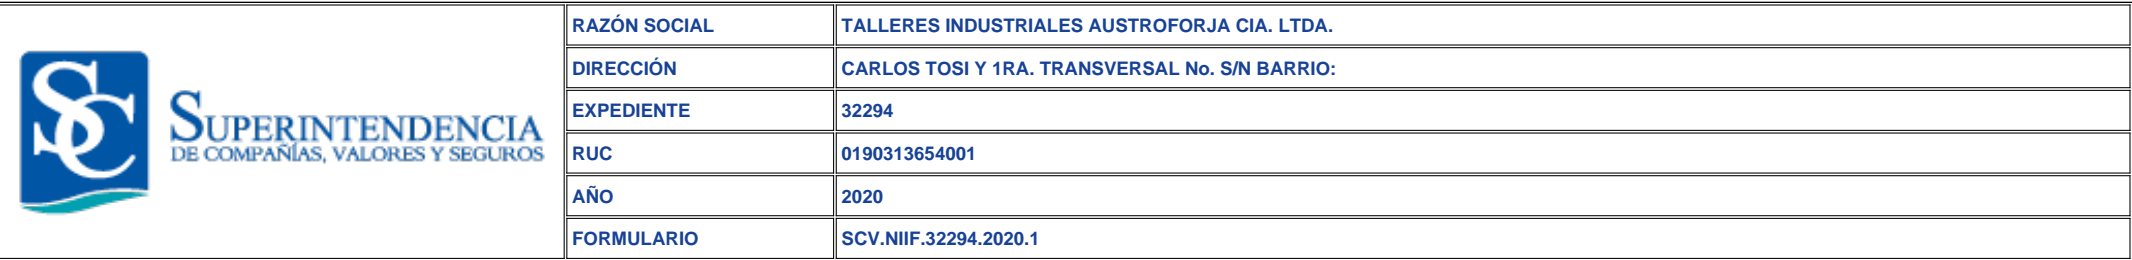 SC
SUPERINTENDENCIA
DE COMPAÑÍAS, VALORES Y SEGUROS
RAZÓN SOCIAL TALLERES INDUSTRIALES AUSTROFORJA CIA. LTDA.
DIRECCIÓN CARLOS TOSI Y 1RA. TRANSVERSAL No. S/N BARRIO:
EXPEDIENTE 32294
RUC 0190313654001
AÑO 2020
FORMULARIO SCV.NIIF.32294.2020.1